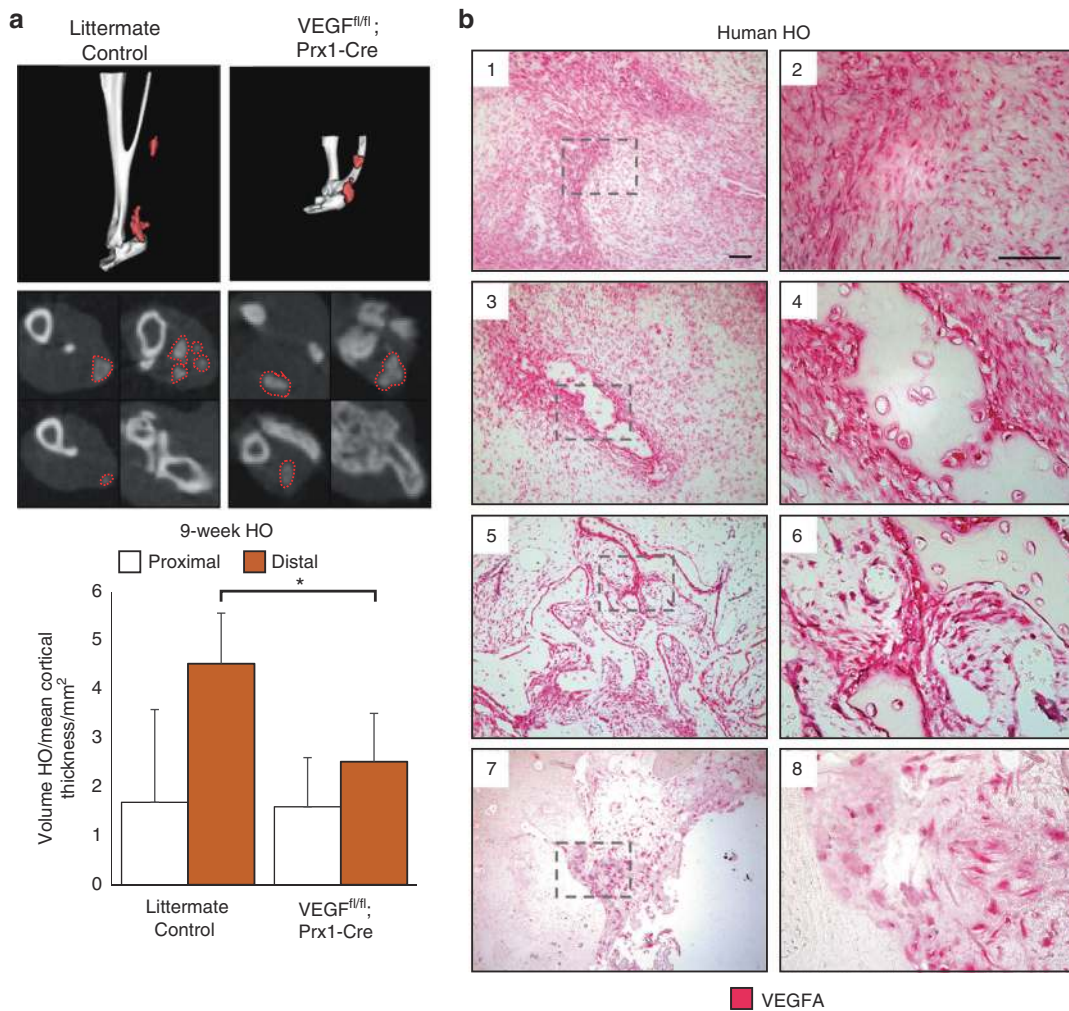 a
Littermate
Control
VEGFfl/fl;
Prx1-Cre
9-week HO
Proximal
Distal
*
Volume HO/mean cortical
thickness/mm2
6
5
4
3
2
1
0
Littermate
Control
VEGFfl/fl;
Prx1-Cre
b
Human HO
1
2
3
4
5
6
7
8
VEGFA